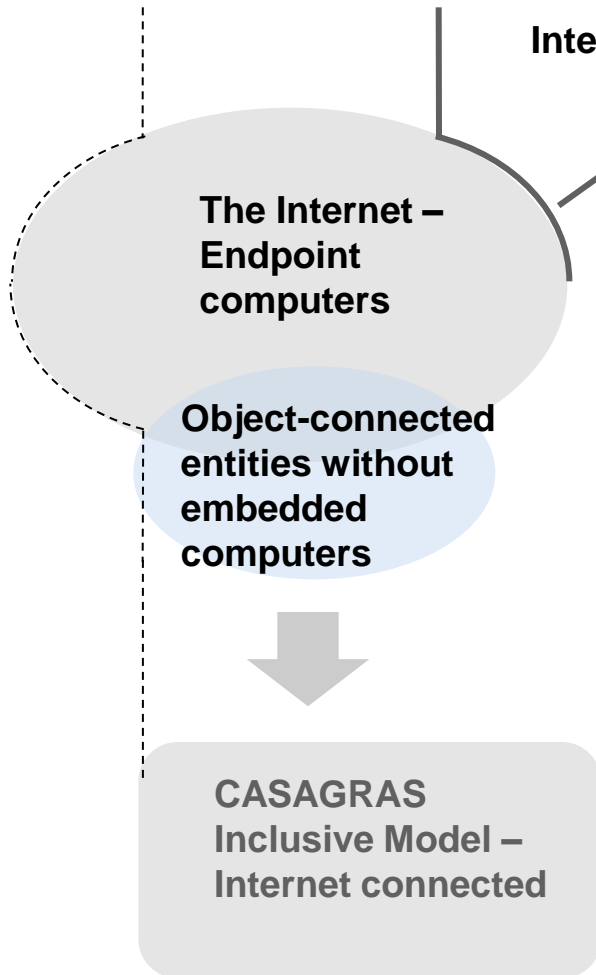 Inte
The Internet –
Endpoint
computers
Object-connected
entities without
embedded
computers
CASAGRAS
Inclusive Model –
Internet connected